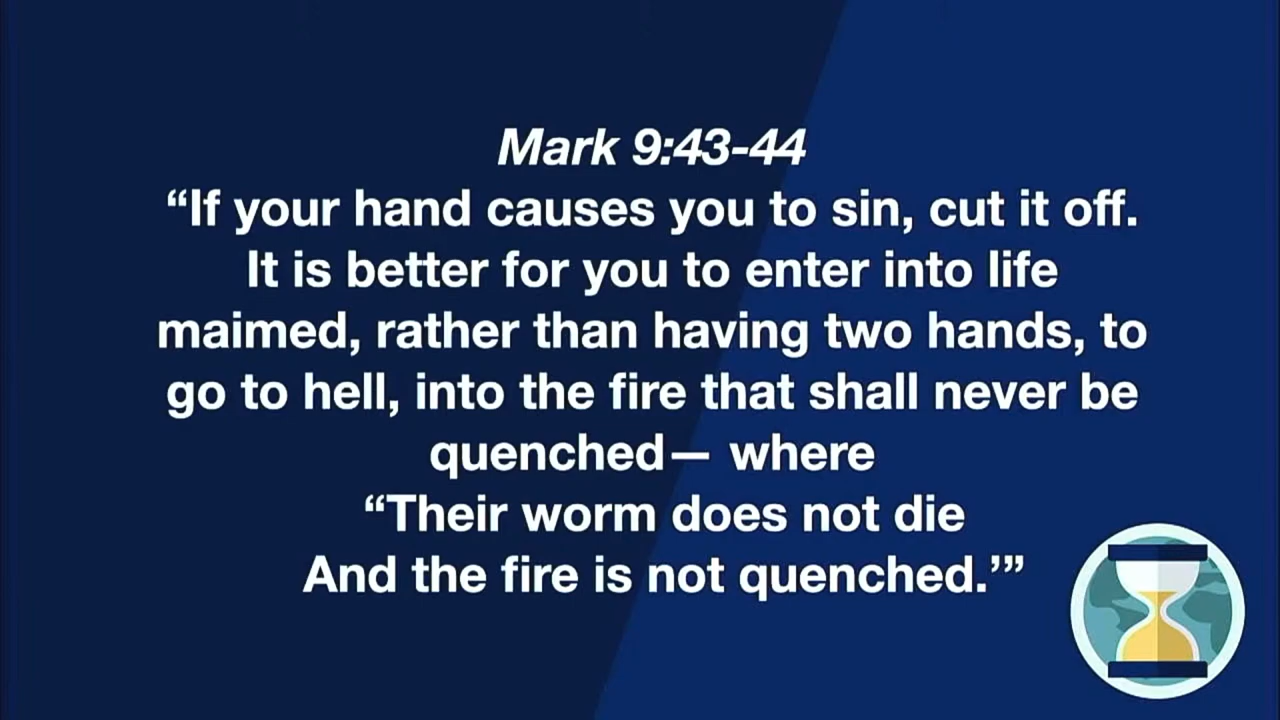 Mark 9:43-44
“If your hand causes you to sin, cut it off.
It is better for you to enter into life
maimed, rather than having two hands, to
go to hell, into the fire that shall never be
quenched— where
“Their worm does not die
And the fire is not quenched.’”